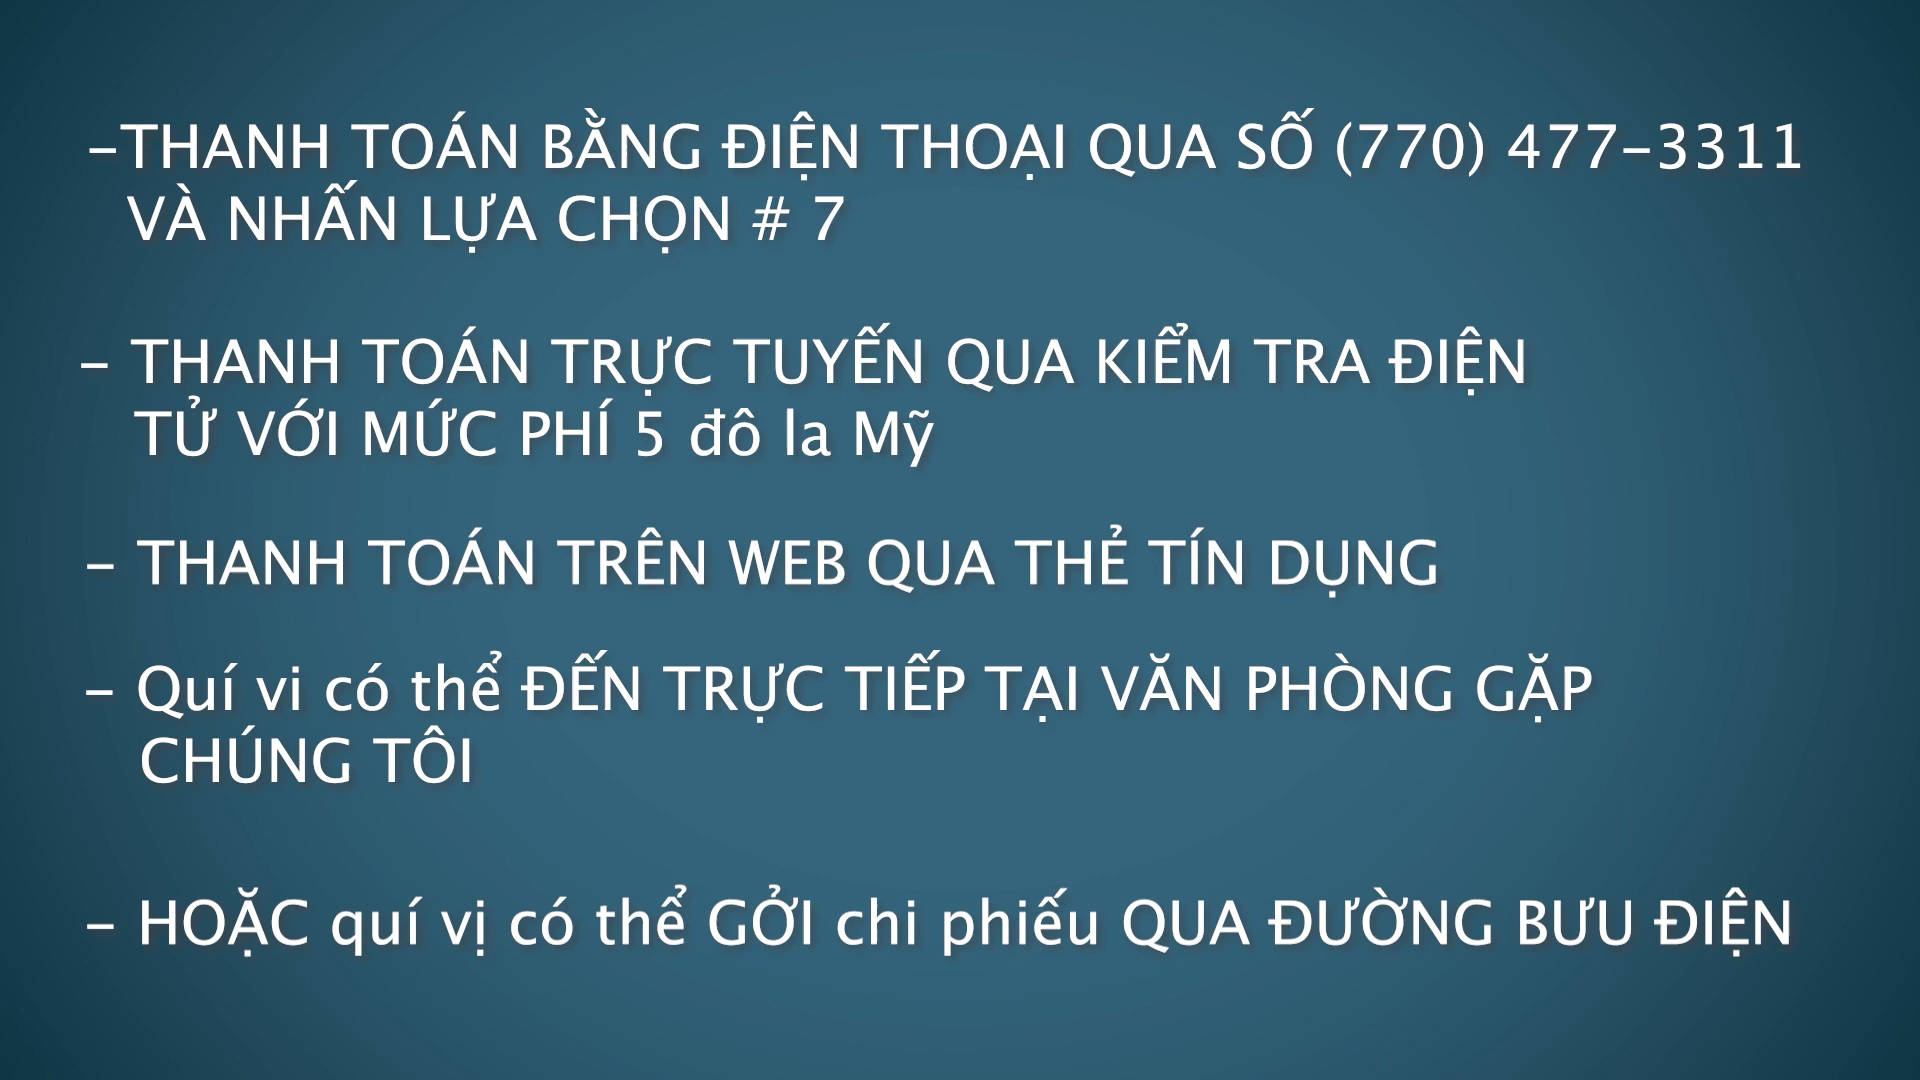 -THANH TOÁN BẰNG ĐIỆN THOẠI QUA SỐ (770) 477-3311
VÀ NHẤN LỰA CHỌN # 7
- THANH TOÁN TRỰC TUYẾN QUA KIỂM TRA ĐIỆN
TỬ VỚI MỨC PHÍ 5 đô la Mỹ
- THANH TOÁN TRÊN WEB QUA THẺ TÍN DỤNG
- Quí vi có thể ĐẾN TRỰC TIẾP TẠI VĂN PHÒNG GẶP
CHÚNG TÔI
- HOẶC quí vị có thể GỞI chi phiếu QUA ĐƯỜNG BƯU ĐIỆN